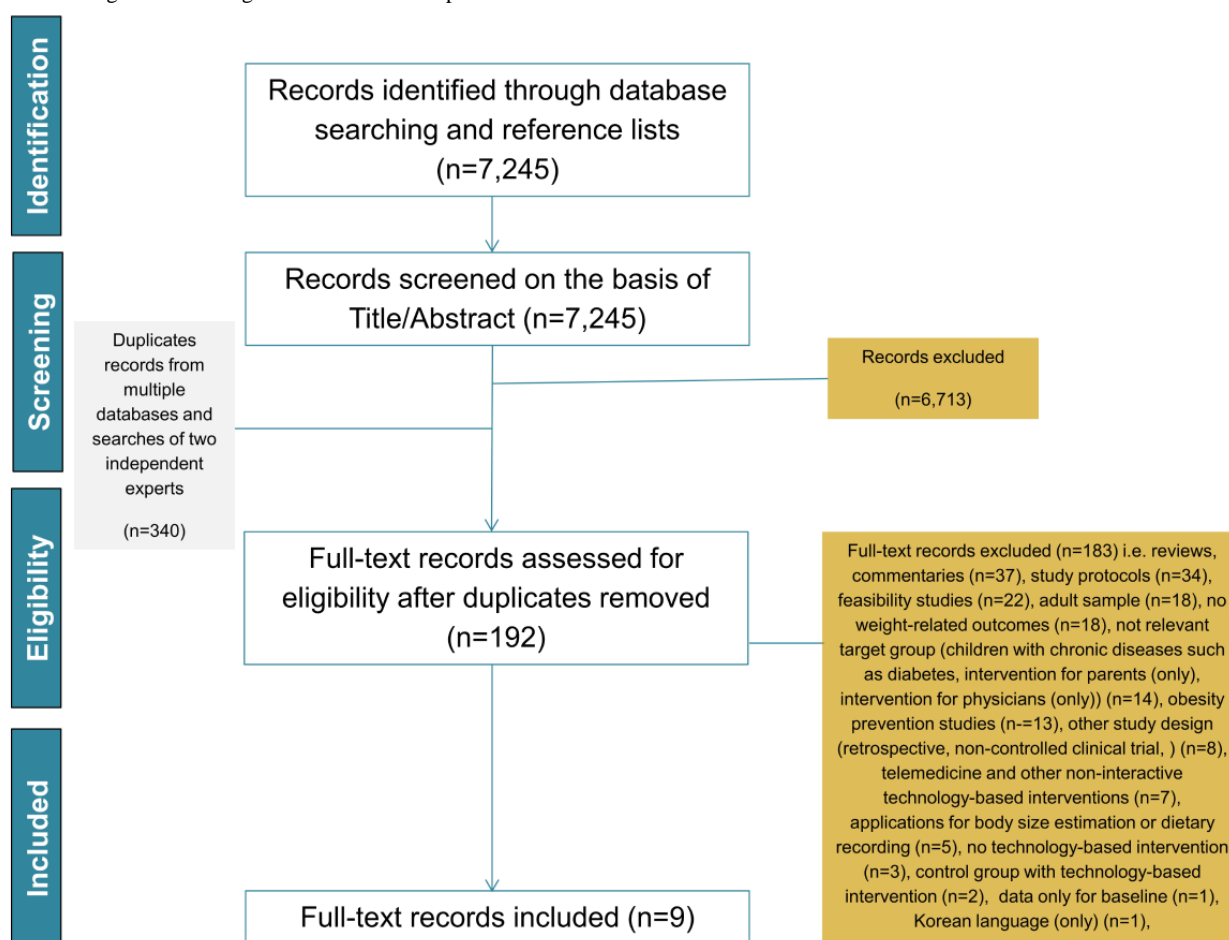 Identification
Records identified through database
searching and reference lists
(n=7,245)
Screening
Records screened on the basis of
Title/Abstract (n=7,245)
Duplicates
records from
multiple
databases and
searches of two
independent
experts
(n=340)
Records excluded
(n=6,713)
Eligibility
Full-text records assessed for
eligibility after duplicates removed
(n=192)
Full-text records excluded (n=183) i.e. reviews,
commentaries (n=37), study protocols (n=34),
feasibility studies (n=22), adult sample (n=18), no
weight-related outcomes (n=18), not relevant
target group (children with chronic diseases such
as diabetes, intervention for parents (only),
intervention for physicians (only)) (n=14), obesity
prevention studies (n-=13), other study design
(retrospective, non-controlled clinical trial, ) (n=8),
telemedicine and other non-interactive
technology-based interventions (n=7),
applications for body size estimation or dietary
recording (n=5), no technology-based intervention
(n=3), control group with technology-based
intervention (n=2), data only for baseline (n=1),
Korean language (only) (n=1),
Included
Full-text records included (n=9)